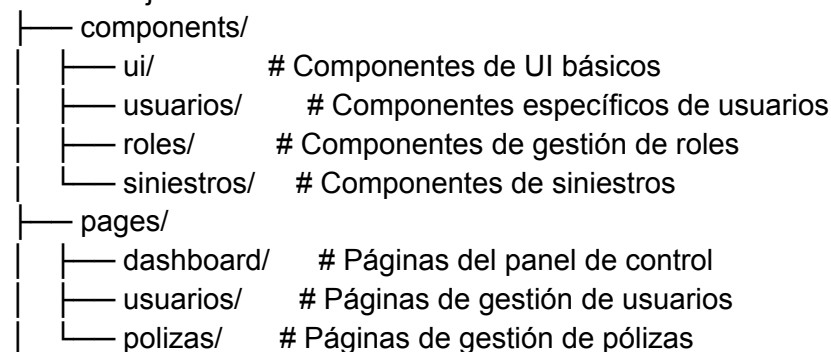 ├── components/
│   ├── ui/          # Componentes de UI básicos
│   ├── usuarios/       # Componentes específicos de usuarios
│   ├── roles/       # Componentes de gestión de roles
│   └── siniestros/    # Componentes de siniestros
├── pages/
│   ├── dashboard/      # Páginas del panel de control
│   ├── usuarios/       # Páginas de gestión de usuarios
│   └── polizas/       # Páginas de gestión de pólizas